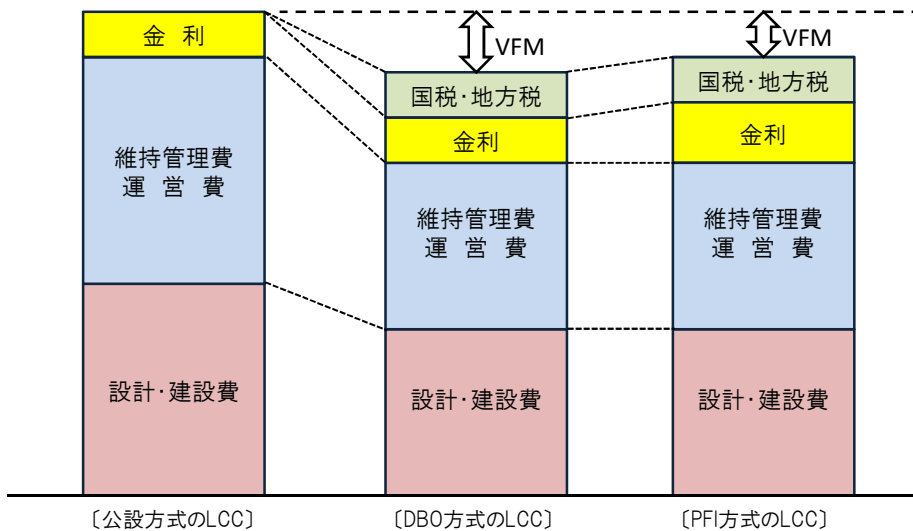 金 利
維持管理費
運 営 費
設計・建設費
〔公設方式のLCC〕
VFM
国税・地方税
金利
維持管理費
運 営 費
設計・建設費
〔DBO方式のLCC〕
VFM
国税・地方税
金利
維持管理費
運 営 費
設計・建設費
〔PFI方式のLCC〕